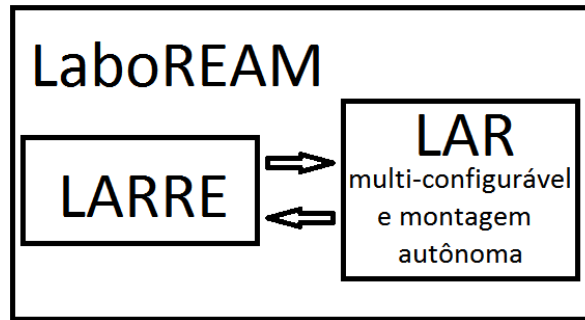 LaboREAM
LARRE
LAR
multi-configurável
e montagem
autônoma